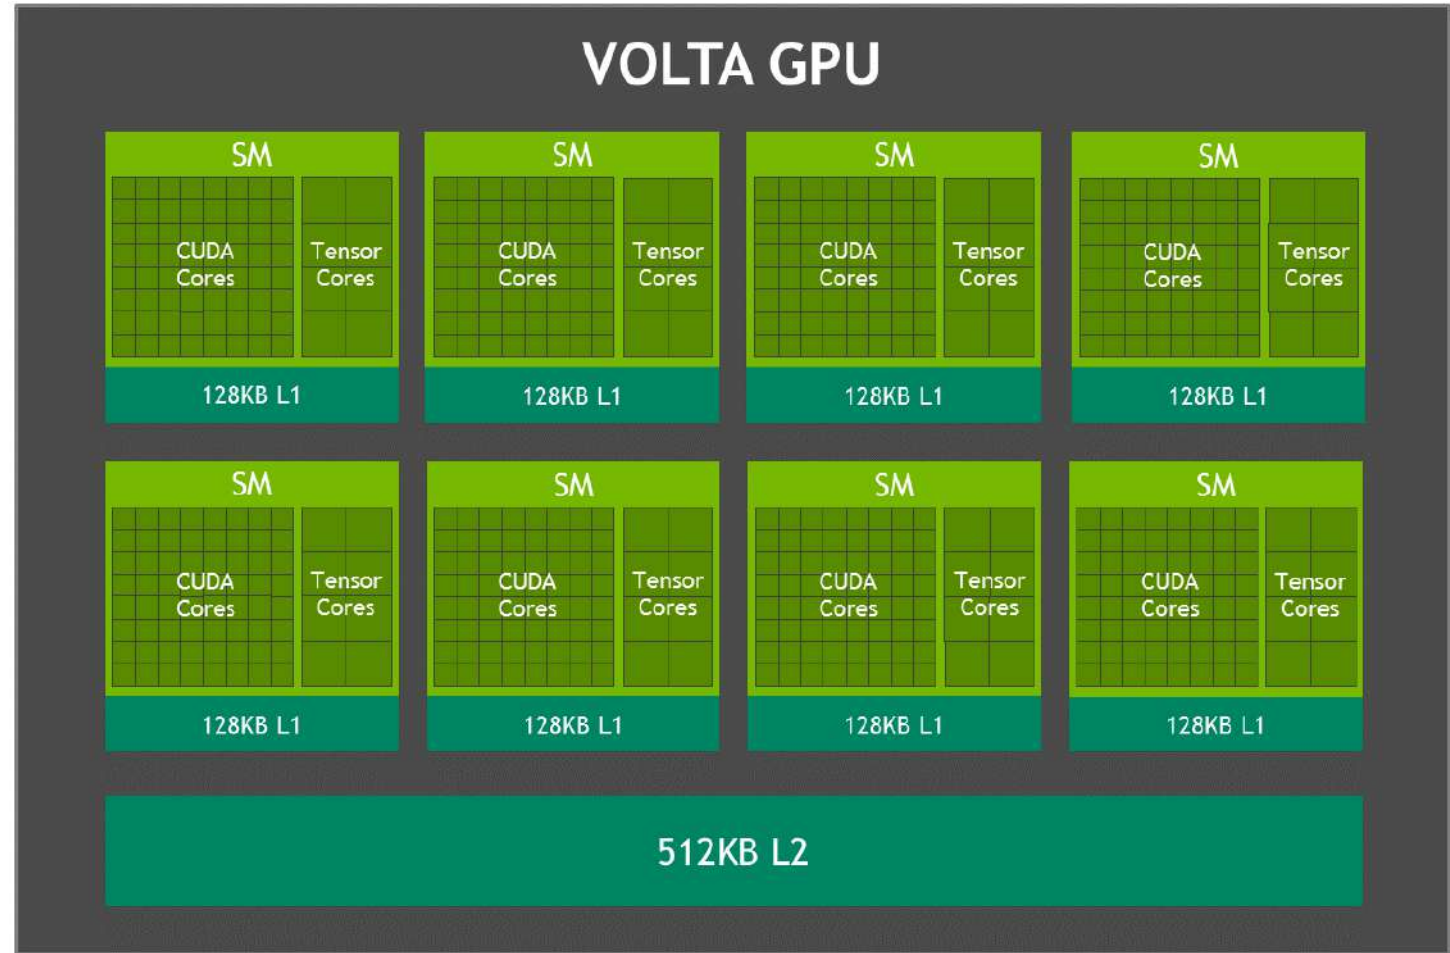 VOLTA GPU
SM
CUDA
Cores
Tensor
Cores
128KB L1
SM
CUDA
Cores
Tensor
Cores
128KB L1
SM
CUDA
Cores
Tensor
Cores
128KB L1
SM
CUDA
Cores
Tensor
Cores
128KB L1
SM
CUDA
Cores
Tensor
Cores
128KB L1
SM
CUDA
Cores
Tensor
Cores
128KB L1
SM
CUDA
Cores
Tensor
Cores
128KB L1
SM
CUDA
Cores
Tensor
Cores
128KB L1
512KB L2